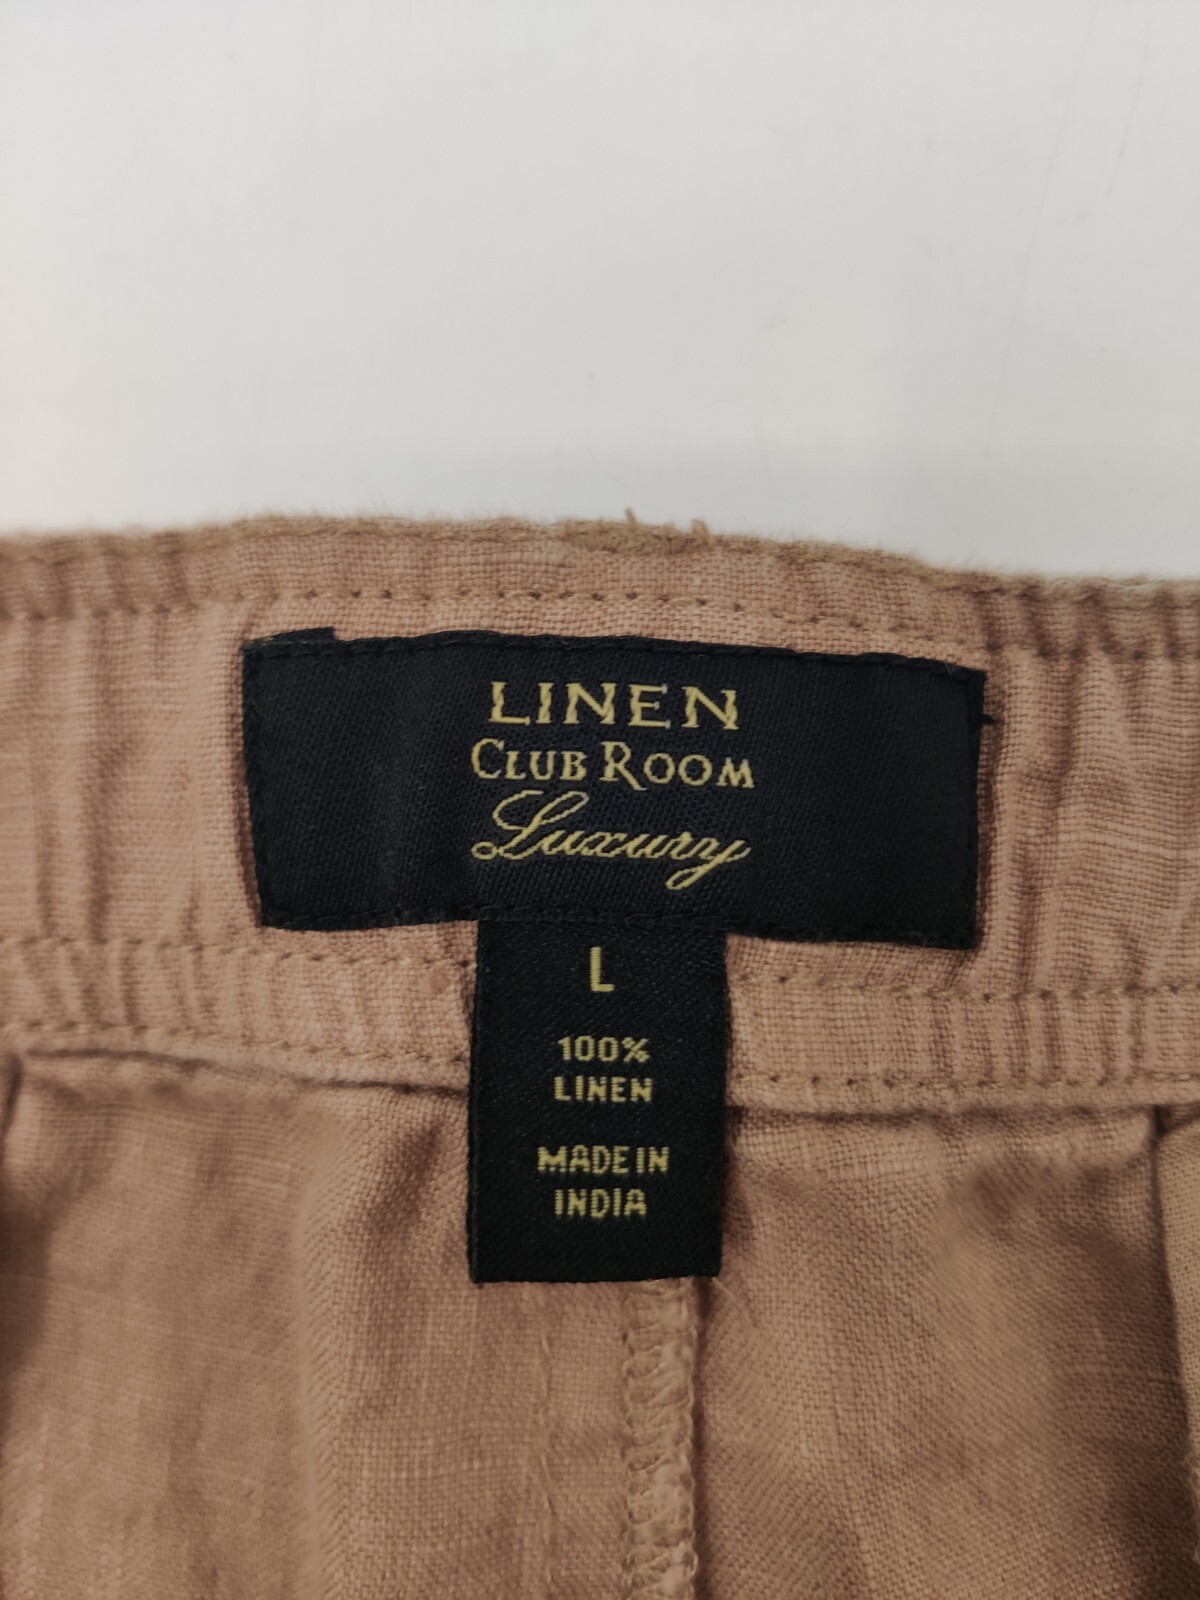 LINEN
CLUB ROOM
Luxury
L
100%
LINEN
MADE IN
INDIA